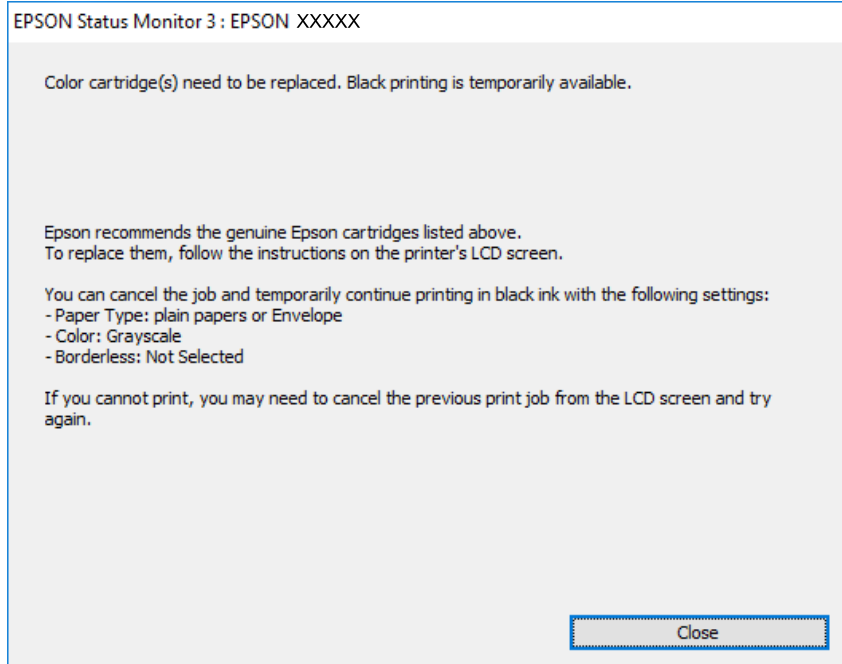 EPSON Status Monitor 3 : EPSON XXXXX
Color cartridge(s) need to be replaced. Black printing is temporarily available.
Epson recommends the genuine Epson cartridges listed above.
To replace them, follow the instructions on the printer's LCD screen.
You can cancel the job and temporarily continue printing in black ink with the following settings:
- Paper Type: plain papers or Envelope
- Color: Grayscale
- Borderless: Not Selected
If you cannot print, you may need to cancel the previous print job from the LCD screen and try
again.
Close